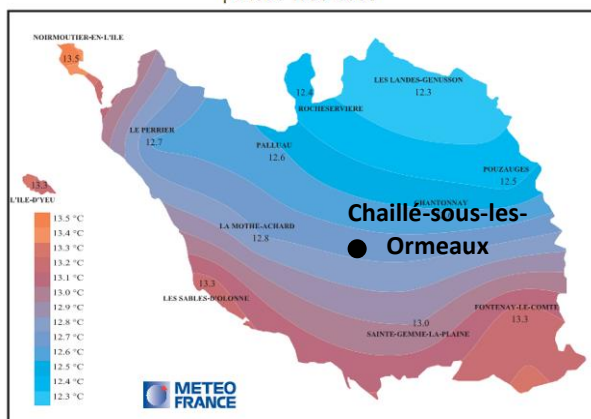 NOIRMOUTIER-EN-L'ILE
13.5
LES LANDES-GENUSSON
12.3
12.4
ROCHESERVIERE
LE PERRIER
12.7
PALLUAU
12.6
POUZAUGES
12.5
13.3
L'ILE-D'YEU
CHANTONNAY
Chaillé-sous-les-
Ormeaux
LA MOTHE-ACHARD
12.8
13.3
LES SABLES-D'OLONNE
FONTENAY-LE-COMTE
13.3
13.0
SAINTE-GEMME-LA-PLAINE
13.5 °C
13.4 °C
13.3 °C
13.2 °C
13.1 °C
13.0 °C
12.9 °C
12.8 °C
12.7 °C
12.6 °C
12.5 °C
12.4 °C
12.3 °C
METEO
FRANCE